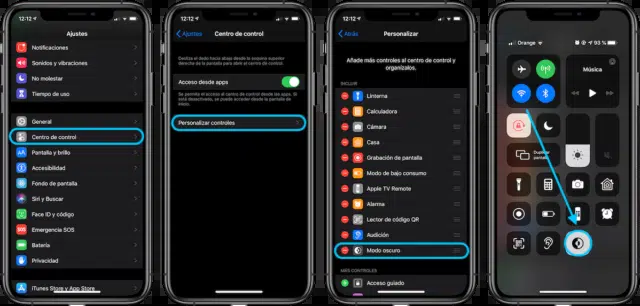 12:12
Ajustes
Notificaciones
Sonidos y vibraciones
No molestar
Tiempo de uso
General
Centro de control
Pantalla y brillo
Accesibilidad
Fondo de pantalla
Siri y Buscar
Face ID y código
Emergencia SOS
Batería
Privacidad
iTunes Store y App Store
12:12
Ajustes
Centro de control
Desliza el dedo hacia abajo desde la esquina superior
derecha de la pantalla para abrir el centro de control.
Acceso desde apps
Se permite el acceso al centro de control desde las apps. Si
está desactivado, se puede acceder desde la pantalla de
inicio.
Personalizar controles
12:12
Atrás
Personalizar
Añade más controles al centro de control y
organízalos.
INCLUIR
Linterna
Calculadora
Cámara
Casa
Grabación de pantalla
Modo de bajo consumo
Apple TV Remote
Alarma
Lector de código QR
Audición
Modo oscuro
MÁS CONTROLES
Acceso guiado
Orange
93 %
Música
Duplicar
pantalla